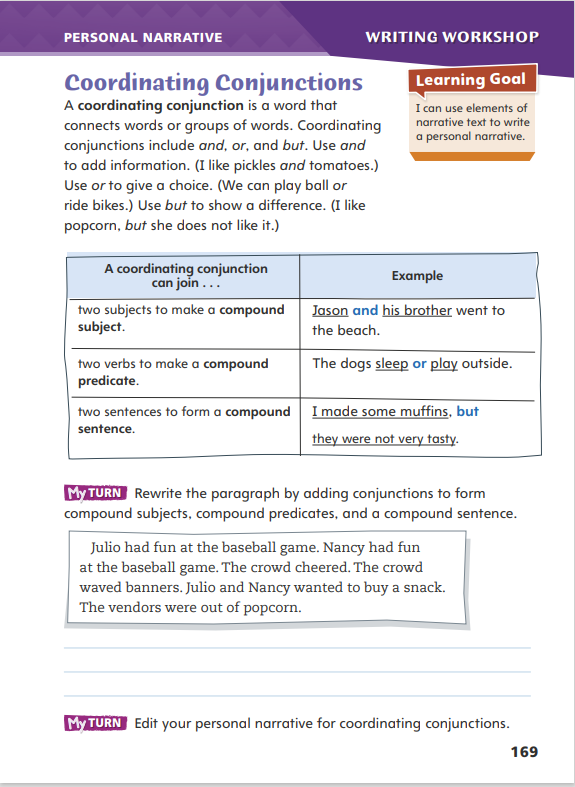 PERSONAL NARRATIVE
WRITING WORKSHOP
Coordinating Conjunctions
A coordinating conjunction is a word that
connects words or groups of words. Coordinating
conjunctions include and, or, and but. Use and
to add information. (I like pickles and tomatoes.)
Use or to give a choice. (We can play ball or
ride bikes.) Use but to show a difference. (I like
popcorn, but she does not like it.)
Learning Goal
I can use elements of
narrative text to write
a personal narrative.
A coordinating conjunction
can join . . .
Example
two subjects to make a compound
subject.
Jason and his brother went to
the beach.
two verbs to make a compound
predicate.
The dogs sleep or play outside.
two sentences to form a compound
sentence.
I made some muffins, but
they were not very tasty.
My TURN Rewrite the paragraph by adding conjunctions to form
compound subjects, compound predicates, and a compound sentence.
Julio had fun at the baseball game. Nancy had fun
at the baseball game. The crowd cheered. The crowd
waved banners. Julio and Nancy wanted to buy a snack.
The vendors were out of popcorn.
My TURN Edit your personal narrative for coordinating conjunctions.
169